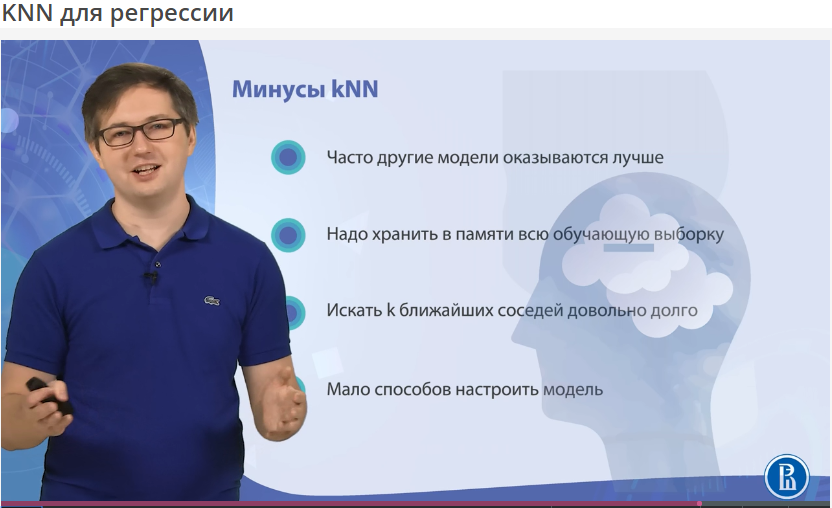 KNN для регрессии
Минусы kNN
Часто другие модели оказываются лучше
Надо хранить в памяти всю обучающую выборку
Искать k ближайших соседей довольно долго
Мало способов настроить модель